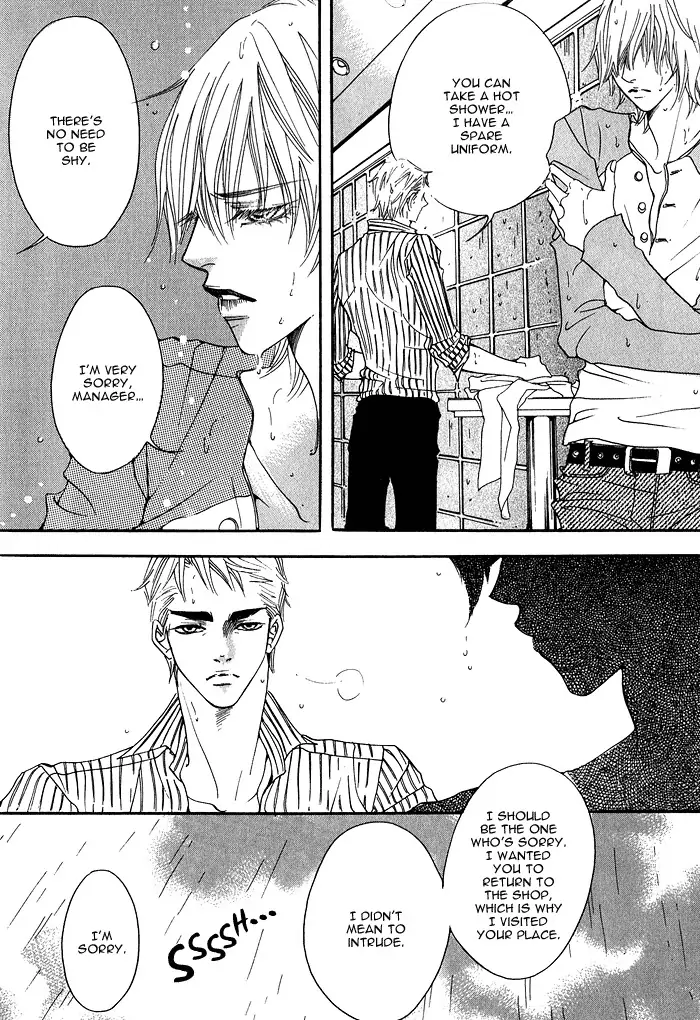 YOU CAN
TAKE A HOT
SHOWER...
I HAVE A
SPARE
UNIFORM.
THERE'S
NO NEED
TO BE
SHY.
I'M VERY
SORRY,
MANAGER...
I SHOULD
BE THE ONE
WHO'S SORRY.
I WANTED
YOU TO
RETURN TO
THE SHOP,
WHICH IS WHY
I VISITED
YOUR PLACE.
I DIDN'T
MEAN TO
INTRUDE.
SSSSH...
I'M
SORRY.